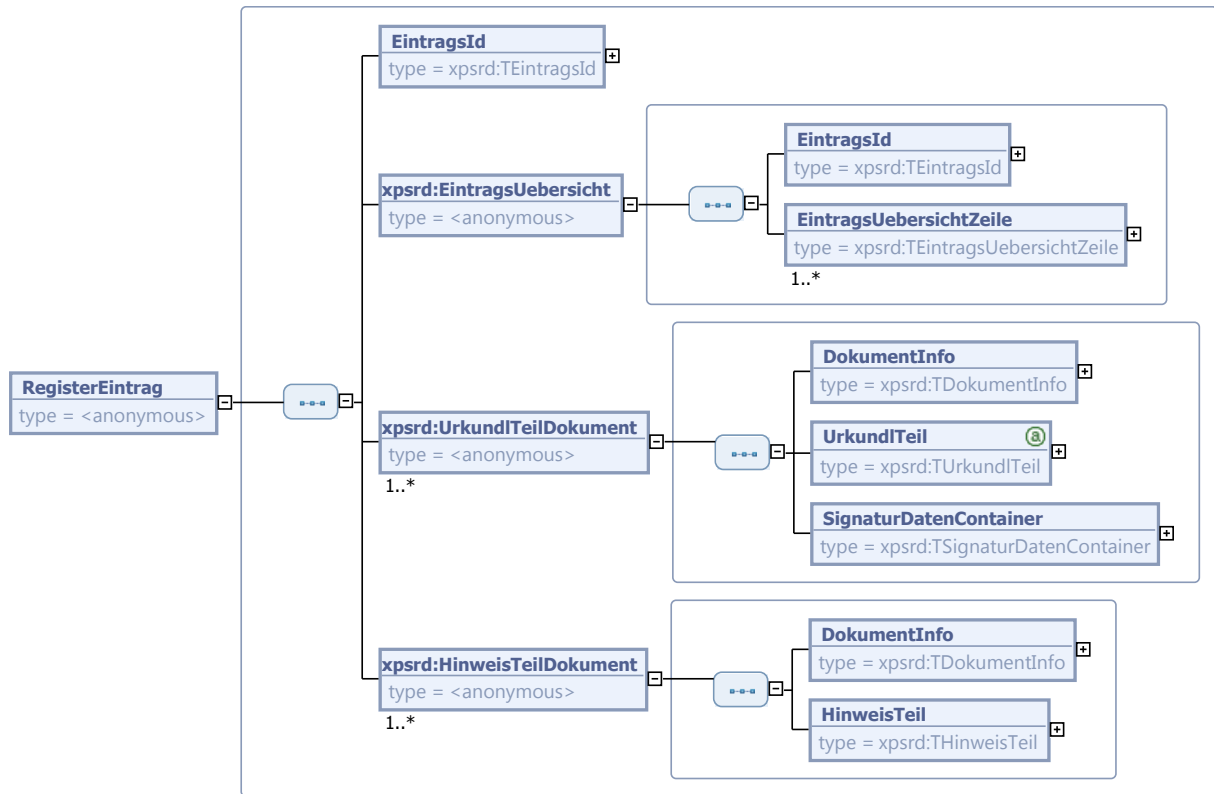 EintragsId
type = xpsrd:TEintragsId
xpsrd:EintragsUebersicht
type = <anonymous>
EintragsId
type = xpsrd:TEintragsId
EintragsUebersichtZeile
type = xpsrd:TEintragsUebersichtZeile
1..*
RegisterEintrag
type = <anonymous>
xpsrd:UrkundlTeilDokument
type = <anonymous>
1..*
DokumentInfo
type = xpsrd:TDokumentInfo
UrkundlTeil
a
type = xpsrd:TUrkundlTeil
SignaturDatenContainer
type = xpsrd:TSignaturDatenContainer
xpsrd:HinweisTeilDokument
type = <anonymous>
1..*
DokumentInfo
type = xpsrd:TDokumentInfo
HinweisTeil
type = xpsrd:THinweisTeil